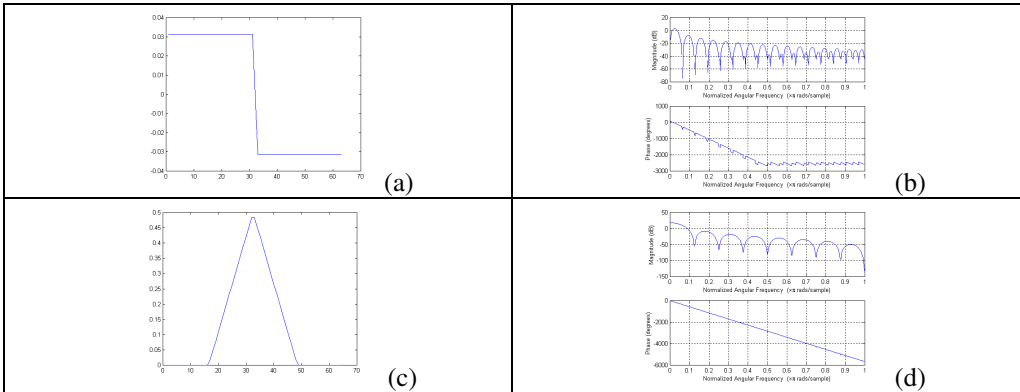 0.04
0.03
0.02
0.01
0
-0.01
-0.02
-0.03
-0.04
0 10 20 30 40 50 60 70
(a)
20
0
-20
-40
-60
-80
Magnitude (dB)
0 0.1 0.2 0.3 0.4 0.5 0.6 0.7 0.8 0.9 1
Normalized Angular Frequency (×π rads/sample)
1000
0
-1000
-2000
-3000
Phase (degrees)
0 0.1 0.2 0.3 0.4 0.5 0.6 0.7 0.8 0.9 1
Normalized Angular Frequency (×π rads/sample)
(b)
0.5
0.45
0.4
0.35
0.3
0.25
0.2
0.15
0.1
0.05
0
0 10 20 30 40 50 60 70
(c)
50
0
-50
-100
-150
Magnitude (dB)
0 0.1 0.2 0.3 0.4 0.5 0.6 0.7 0.8 0.9 1
Normalized Angular Frequency (×π rads/sample)
0
-2000
-4000
-6000
Phase (degrees)
0 0.1 0.2 0.3 0.4 0.5 0.6 0.7 0.8 0.9 1
Normalized Angular Frequency (×π rads/sample)
(d)